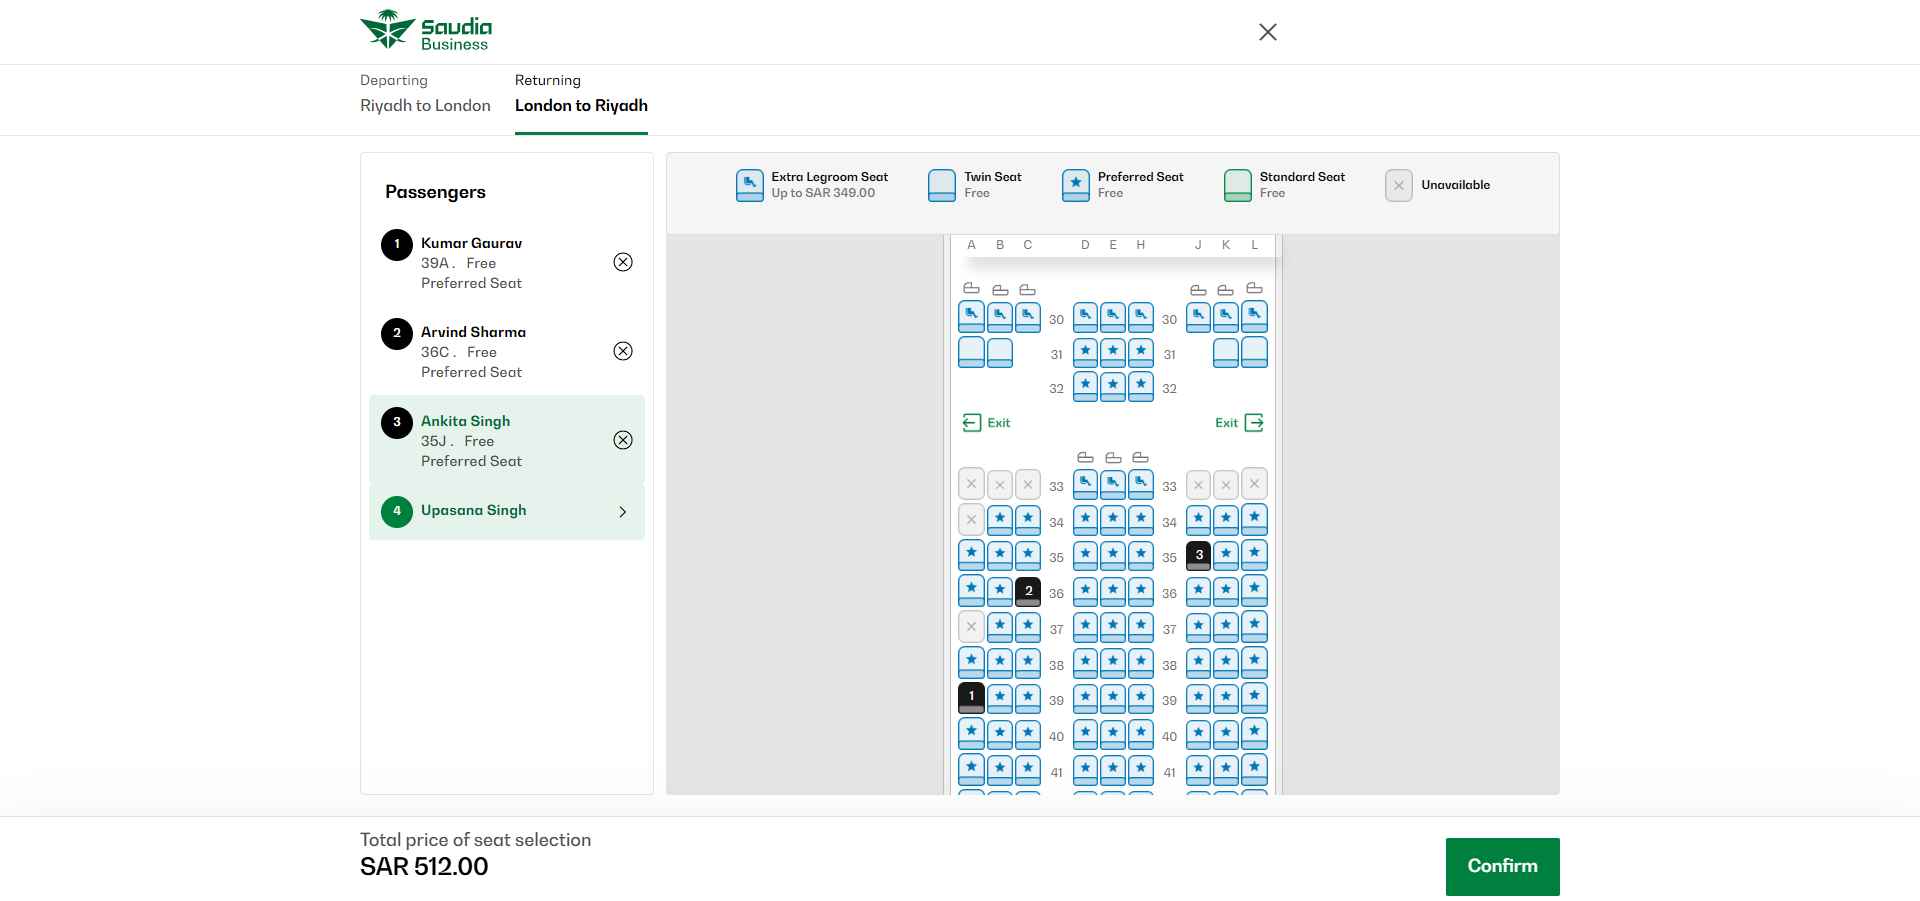 Saudia
Business
Departing
Riyadh to London
Returning
London to Riyadh
Passengers
1
Kumar Gaurav
39A . Free
Preferred Seat
2
Arvind Sharma
36C . Free
Preferred Seat
3
Ankita Singh
35J . Free
Preferred Seat
4
Upasana Singh
Extra Legroom Seat
Up to SAR 349.00
Twin Seat
Free
Preferred Seat
Free
Standard Seat
Free
Unavailable
A B C D E H J K L
30 30
31 31
32 32
Exit Exit
33 33
34 34
35 3 35
2 36 36
37 37
38 38
1 39 39
40 40
41 41
Total price of seat selection
SAR 512.00
Confirm